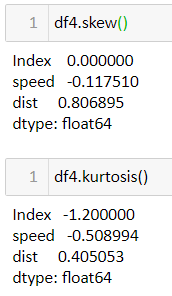 1 df4.skew()
Index 0.000000
speed -0.117510
dist 0.806895
dtype: float64
1 df4.kurtosis()
Index -1.200000
speed -0.508994
dist 0.405053
dtype: float64